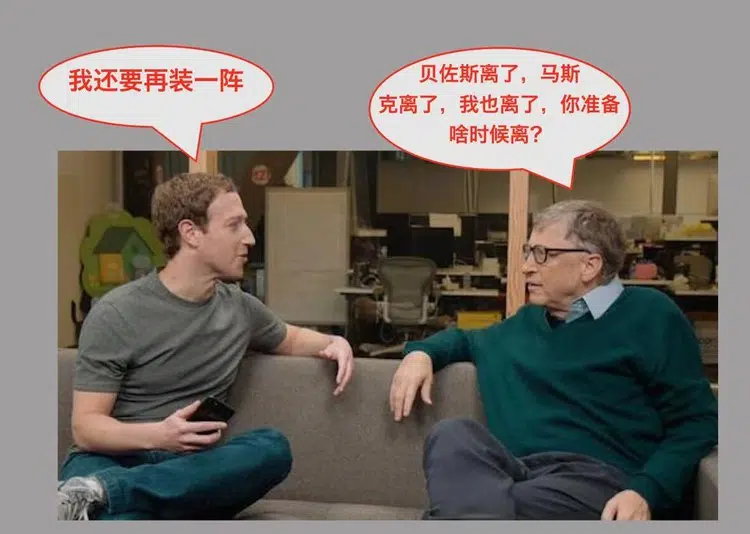 我还要再装一阵
贝佐斯离了，马斯
克离了，我也离了，你准备
啥时候离？